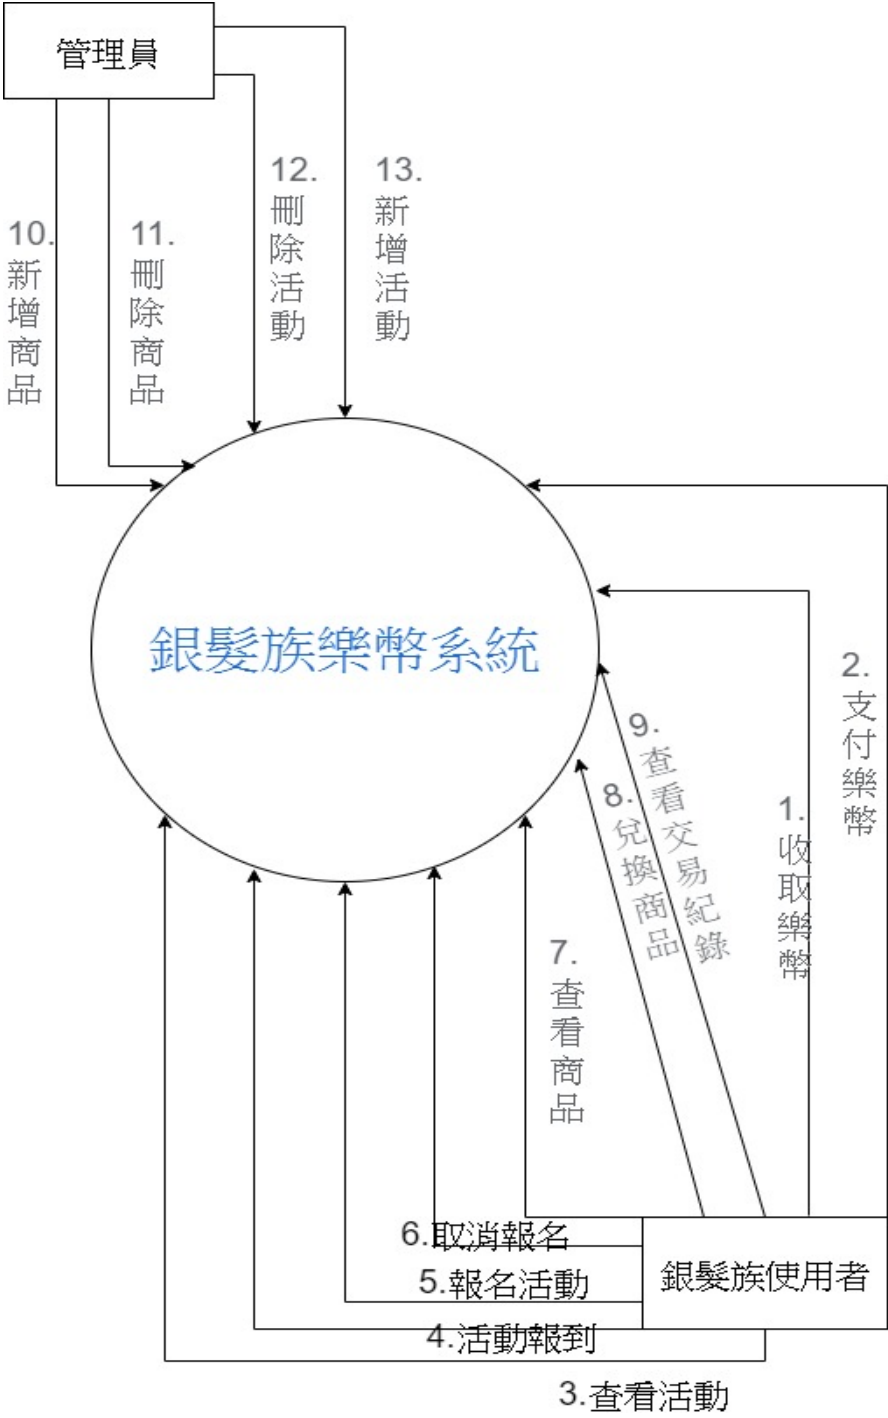 管理員
12.刪除活動
13.新增活動
10.新增商品
11.刪除商品
銀髮族樂幣系統
2.支付樂幣
9.查看交易紀錄
8.兌換商品
1.收取樂幣
7.查看商品
6.取消報名
銀髮族使用者
5.報名活動
4.活動報到
3.查看活動